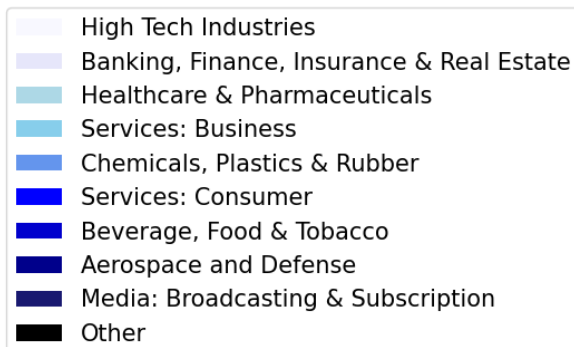 High Tech Industries
Banking, Finance, Insurance & Real Estate
Healthcare & Pharmaceuticals
Services: Business
Chemicals, Plastics & Rubber
Services: Consumer
Beverage, Food & Tobacco
Aerospace and Defense
Media: Broadcasting & Subscription
Other